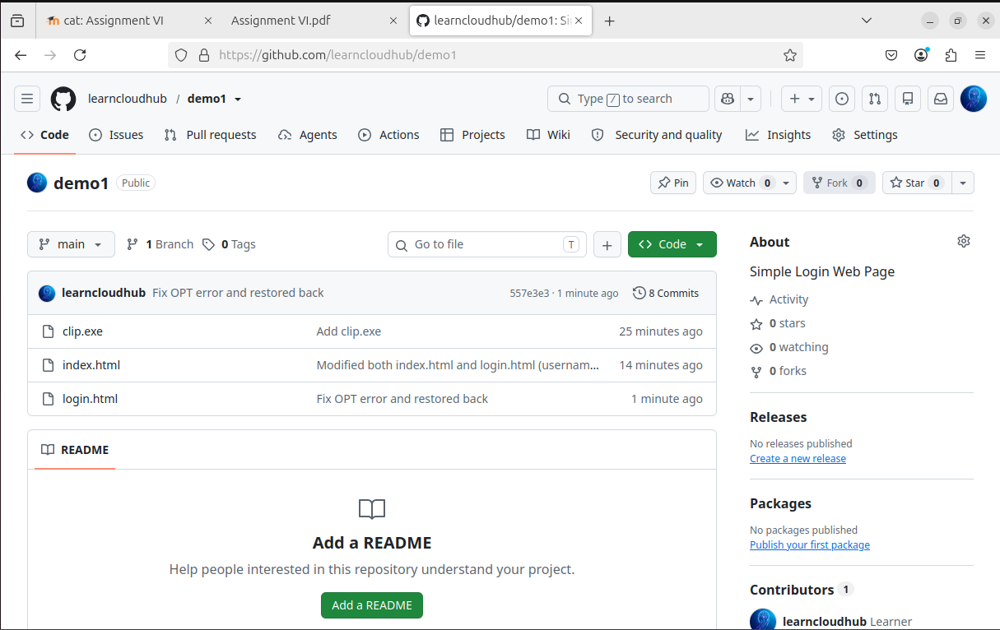 cat: Assignment VI
Assignment VI.pdf
learncloudhub/demo1: Si
https://github.com/learncloudhub/demo1
learncloudhub / demo1
Type / to search
Code
Issues
Pull requests
Agents
Actions
Projects
Wiki
Security and quality
Insights
Settings
demo1 Public
Pin
Watch 0
Fork 0
Star 0
main
1 Branch
0 Tags
Go to file T
Code
learncloudhub Fix OPT error and restored back 557e3e3 · 1 minute ago 8 Commits
clip.exe Add clip.exe 25 minutes ago
index.html Modified both index.html and login.html (usernam... 14 minutes ago
login.html Fix OPT error and restored back 1 minute ago
README
Add a README
Help people interested in this repository understand your project.
Add a README
About
Simple Login Web Page
Activity
0 stars
0 watching
0 forks
Releases
No releases published
Create a new release
Packages
No packages published
Publish your first package
Contributors 1
learncloudhub Learner